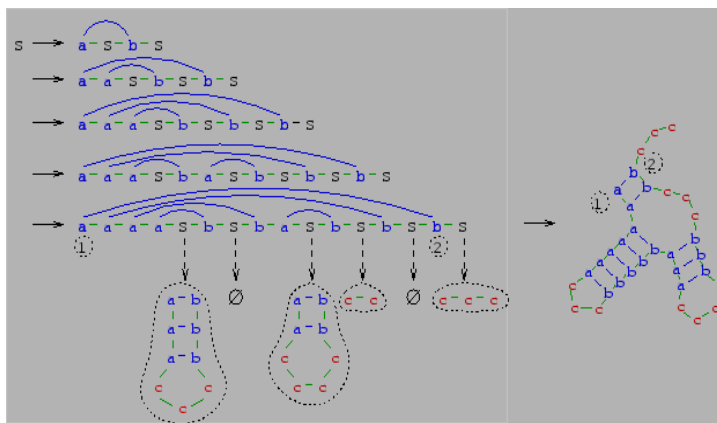 S → a-S-b-S
→ a-a-S-b-S-b-S
→ a-a-a-S-b-S-b-S-b-S
→ a-a-a-S-b-a-S-b-S-b-S-b-S
→ a-a-a-a-S-b-S-b-a-S-b-S-b-S-b-S →
1 2
a-b Ø a-b c-c Ø c-c-c
a-b a-b
a-b c c
c c c c
c
c
c
c
b 2
a b c c c
1 a c
a b b
a a b
a b a b
a b a
c b a c
c b c
c c c